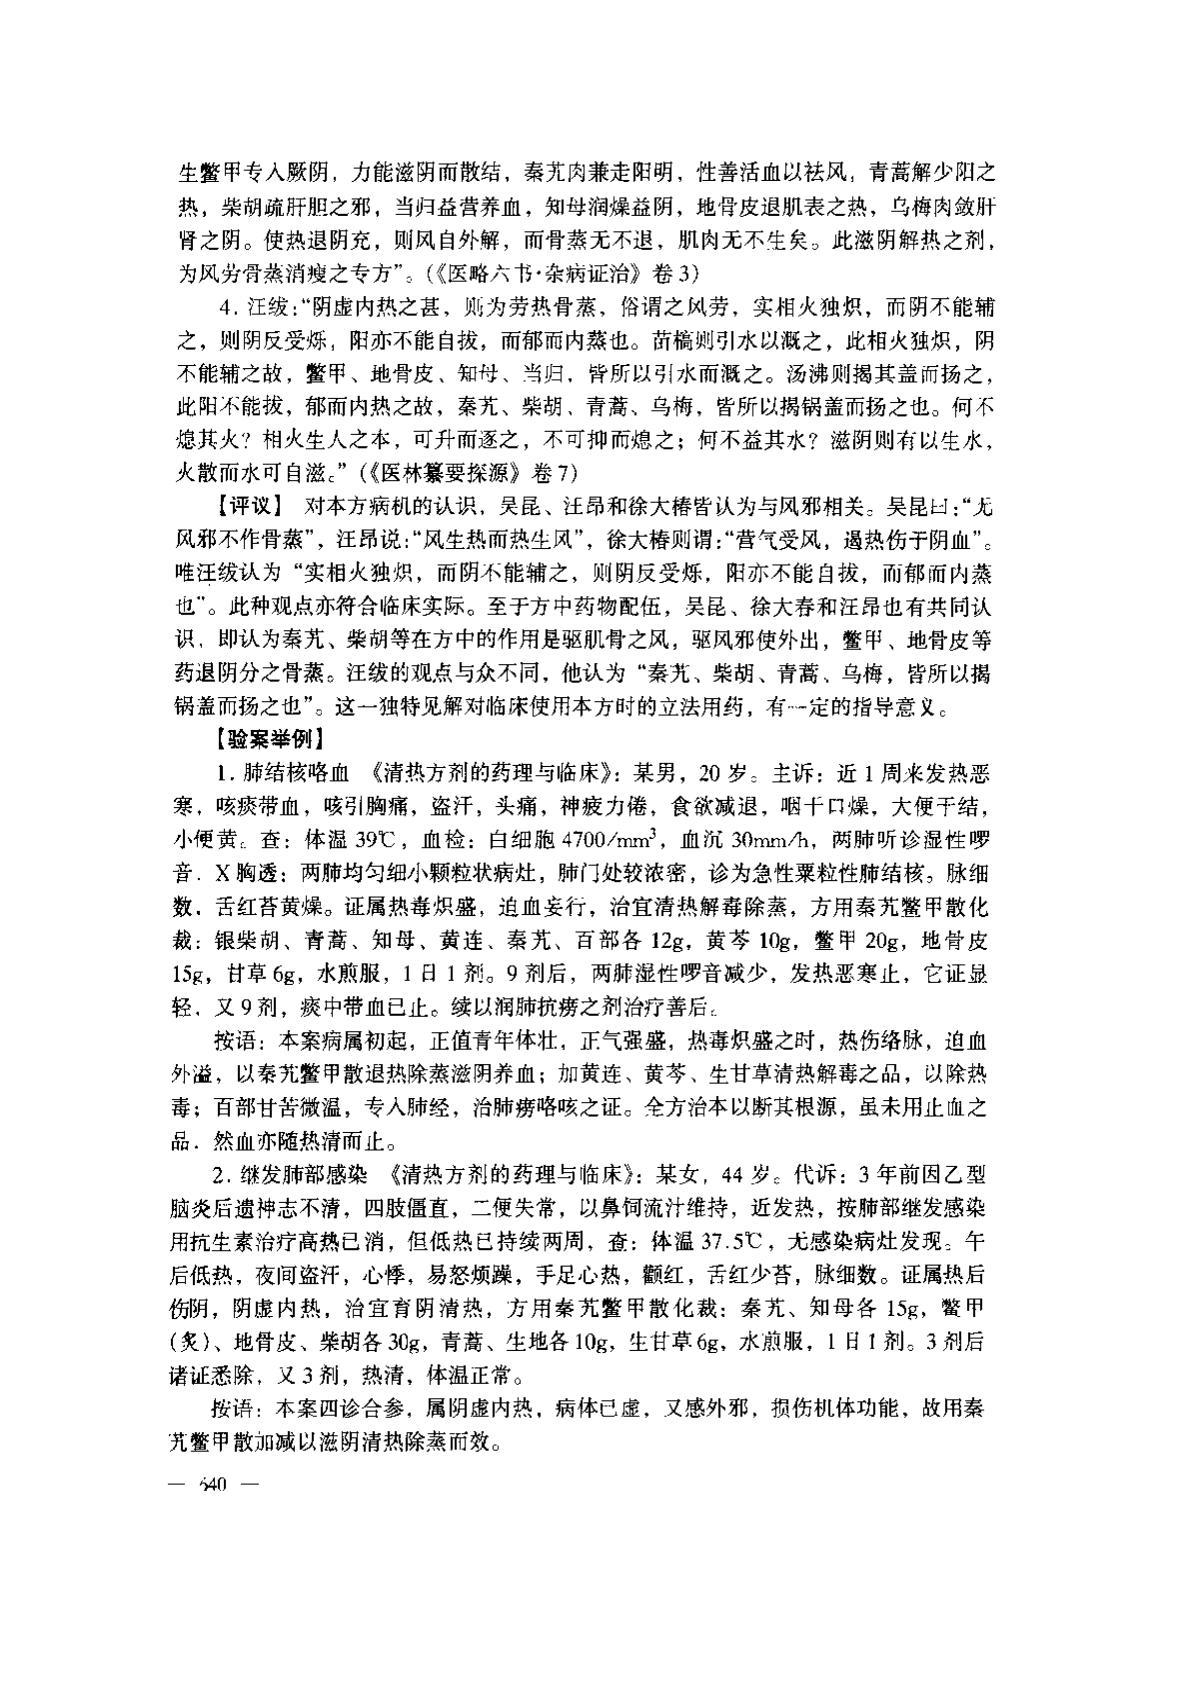 生鳖甲专入厥阴，力能滋阴而散结，秦艽肉兼走阳明，性善活血以祛风，青蒿解少阳之
热，柴胡疏肝胆之邪，当归益营养血，知母润燥益阴，地骨皮退肌表之热，乌梅肉敛肝
肾之阴。使热退阴充，则风自外解，而骨蒸无不退，肌肉无不生矣。此滋阴解热之剂，
为风劳骨蒸消瘦之专方”。（《医略六书·杂病证治》卷3）
4. 汪绂：“阴虚内热之甚，则为劳热骨蒸，俗谓之风劳，实相火独炽，而阴不能辅
之，则阴反受烁，阳亦不能自拔，而郁而内蒸也。苗槁则引水以溉之，此相火独炽，阴
不能辅之故，鳖甲、地骨皮、知母、当归，皆所以引水而溉之。汤沸则揭其盖而扬之，
此阳不能拔，郁而内热之故，秦艽、柴胡、青蒿、乌梅，皆所以揭锅盖而扬之也。何不
熄其火？相火生人之本，可升而逐之，不可抑而熄之；何不益其水？滋阴则有以生水，
火散而水可自滋。”（《医林纂要探源》卷7）
【评议】 对本方病机的认识，吴昆、汪昂和徐大椿皆认为与风邪相关。吴昆曰：“无
风邪不作骨蒸”，汪昂说：“风生热而热生风”，徐大椿则谓：“营气受风，遏热伤于阴血”。
唯汪绂认为“实相火独炽，而阴不能辅之，则阴反受烁，阳亦不能自拔，而郁而内蒸
也”。此种观点亦符合临床实际。至于方中药物配伍，吴昆、徐大春和汪昂也有共同认
识，即认为秦艽、柴胡等在方中的作用是驱肌骨之风，驱风邪使外出，鳖甲、地骨皮等
药退阴分之骨蒸。汪绂的观点与众不同，他认为“秦艽、柴胡、青蒿、乌梅，皆所以揭
锅盖而扬之也”。这一独特见解对临床使用本方时的立法用药，有一定的指导意义。
【验案举例】
1. 肺结核咯血 《清热方剂的药理与临床》：某男，20岁。主诉：近1周来发热恶
寒，咳痰带血，咳引胸痛，盗汗，头痛，神疲力倦，食欲减退，咽干口燥，大便干结，
小便黄。查：体温39℃，血检：白细胞4700/mm³，血沉30mm/h，两肺听诊湿性啰
音．X胸透：两肺均匀细小颗粒状病灶，肺门处较浓密，诊为急性粟粒性肺结核。脉细
数，舌红苔黄燥。证属热毒炽盛，迫血妄行，治宜清热解毒除蒸，方用秦艽鳖甲散化
裁：银柴胡、青蒿、知母、黄连、秦艽、百部各12g，黄芩10g，鳖甲20g，地骨皮
15g，甘草6g，水煎服，1日1剂。9剂后，两肺湿性啰音减少，发热恶寒止，它证显
轻．又9剂，痰中带血已止。续以润肺抗痨之剂治疗善后。
按语：本案病属初起，正值青年体壮，正气强盛，热毒炽盛之时，热伤络脉，迫血
外溢，以秦艽鳖甲散退热除蒸滋阴养血；加黄连、黄芩、生甘草清热解毒之品，以除热
毒；百部甘苦微温，专入肺经，治肺痨咯咳之证。全方治本以断其根源，虽未用止血之
品．然血亦随热清而止。
2. 继发肺部感染 《清热方剂的药理与临床》：某女，44岁。代诉：3年前因乙型
脑炎后遗神志不清，四肢僵直，二便失常，以鼻饲流汁维持，近发热，按肺部继发感染
用抗生素治疗高热已消，但低热已持续两周，查：体温37.5℃，无感染病灶发现。午
后低热，夜间盗汗，心悸，易怒烦躁，手足心热，颧红，舌红少苔，脉细数。证属热后
伤阴，阴虚内热，治宜育阴清热，方用秦艽鳖甲散化裁：秦艽、知母各15g，鳖甲
（炙）、地骨皮、柴胡各30g，青蒿、生地各10g，生甘草6g，水煎服，1日1剂。3剂后
诸证悉除，又3剂，热清，体温正常。
按语：本案四诊合参，属阴虚内热，病体已虚，又感外邪，损伤机体功能，故用秦
艽鳖甲散加减以滋阴清热除蒸而效。
— 640 —